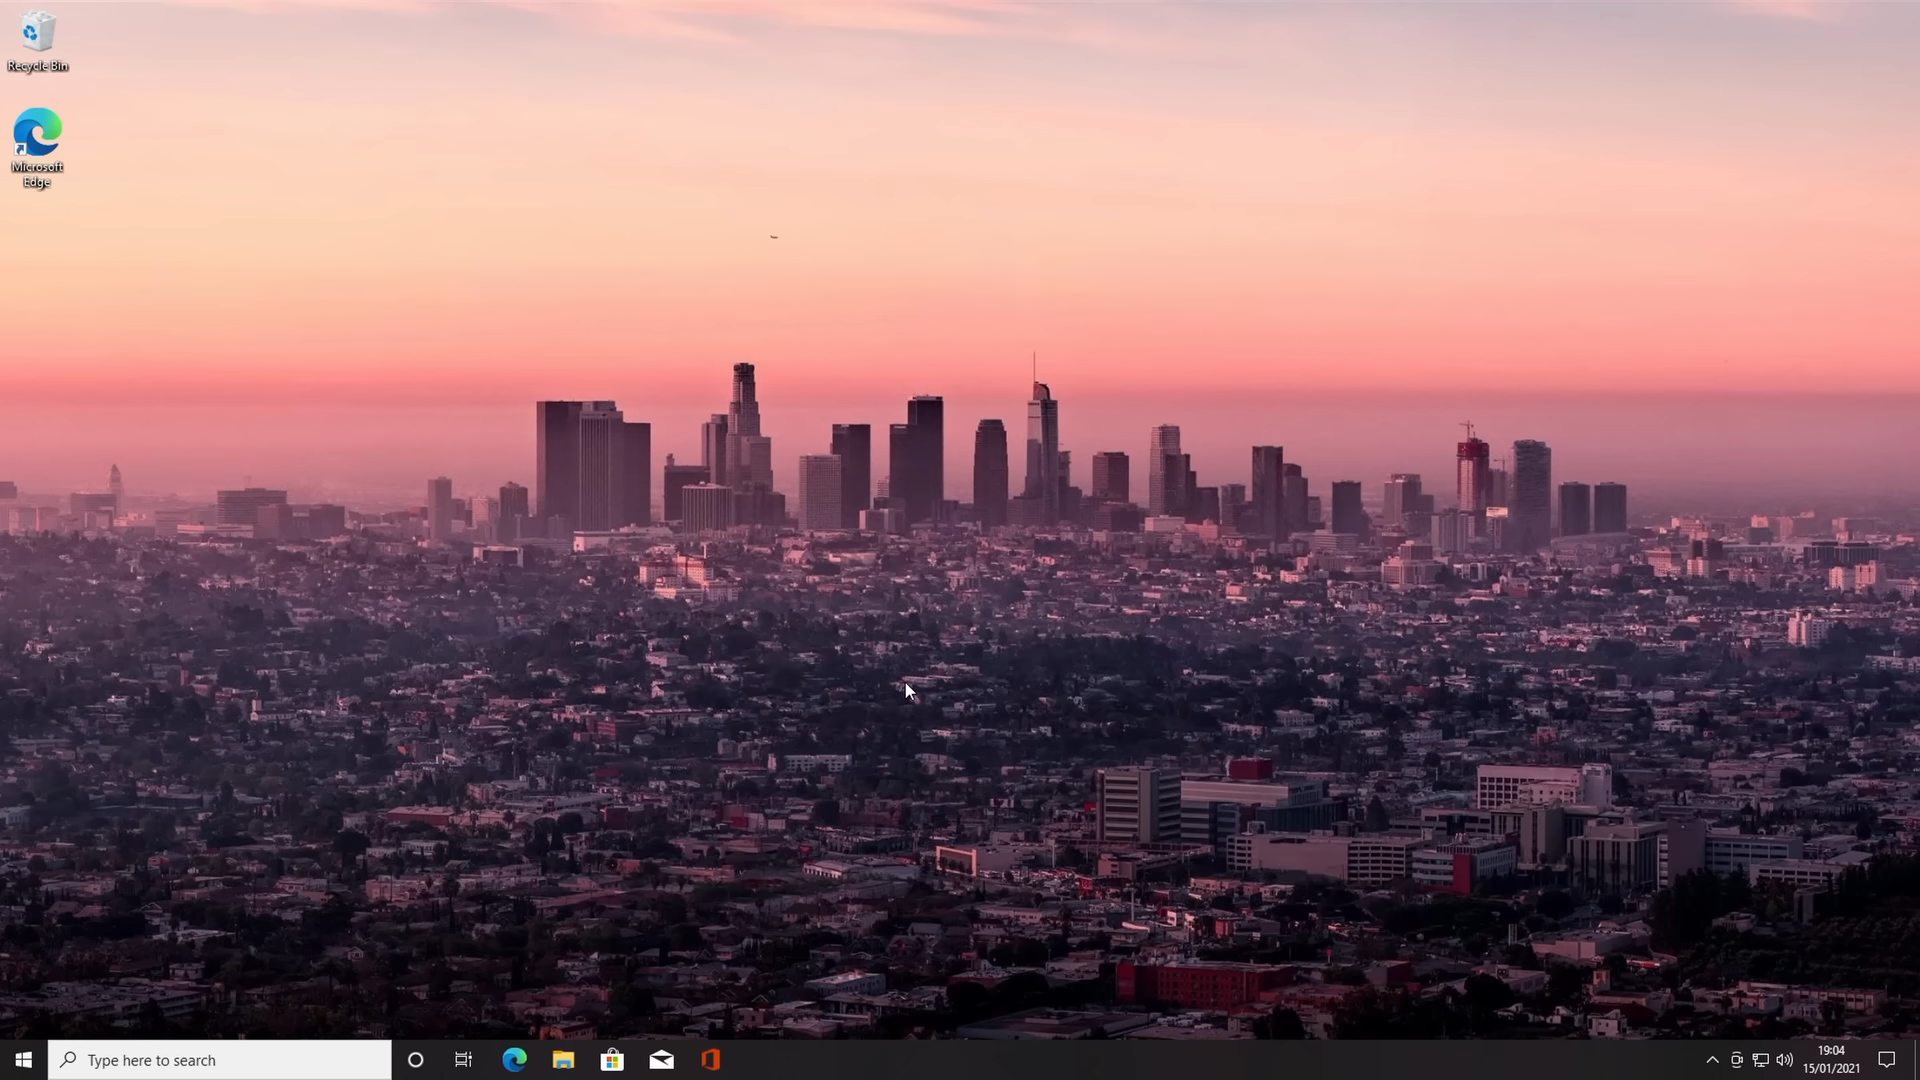 Recycle Bin
Microsoft
Edge
Type here to search
19:04
15/01/2021